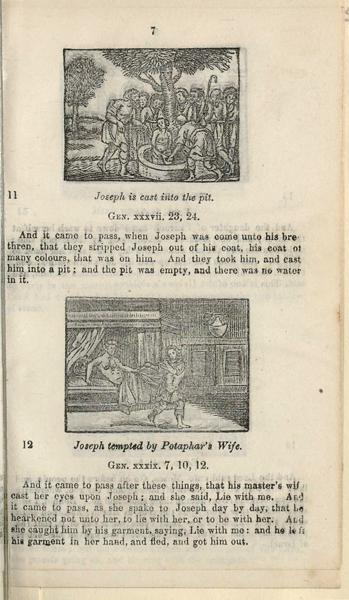 7
11
Joseph is cast into the pit.
GEN. xxxvii. 23, 24.
And it came to pass, when Joseph was come unto his bre
thren, that they stripped Joseph out of his coat, his coat of
many colours, that was on him. And they took him, and cast
him into a pit; and the pit was empty, and there was no water
in it.
12
Joseph tempted by Potaphar's Wife.
GEN. xxxix. 7, 10, 12.
And it came to pass after these things, that his master's wif
cast her eyes upon Joseph; and she said, Lie with me. And
it came to pass, as she spake to Joseph day by day, that he
hearkened not unto her, to lie with her, or to be with her. And
she caught him by his garment, saying, Lie with me: and he left
his garment in her hand, and fled, and got him out.